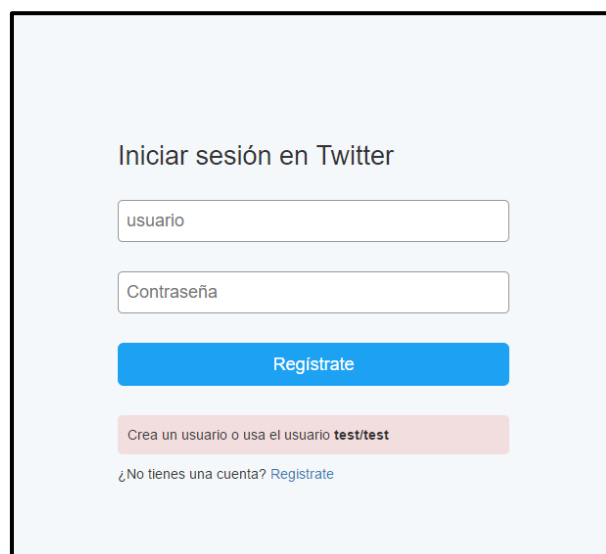 Iniciar sesión en Twitter
usuario
Contraseña
Regístrate
Crea un usuario o usa el usuario test/test
¿No tienes una cuenta? Registrate